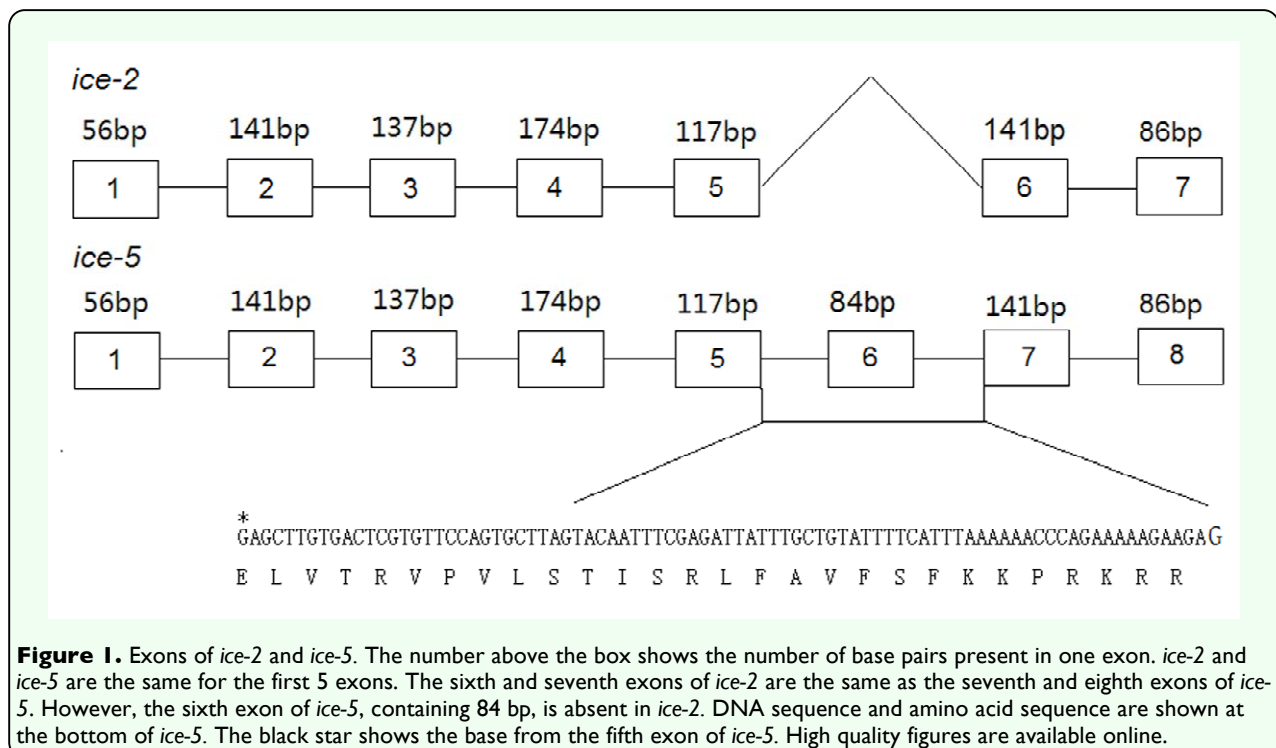 ice-2
56bp 141bp 137bp 174bp 117bp 141bp 86bp
1 2 3 4 5 6 7
ice-5
56bp 141bp 137bp 174bp 117bp 84bp 141bp 86bp
1 2 3 4 5 6 7 8
*
GAGCTTGTGACTCGTGTTCCAGTGCTTAGTACAATTTCGAGATTATTTGCTGTATTTTCATTTAAAAAACCCAGAAAAAGAAGAG
E L V T R V P V L S T I S R L F A V F S F K K P R K R R
Figure 1. Exons of ice-2 and ice-5. The number above the box shows the number of base pairs present in one exon. ice-2 and
ice-5 are the same for the first 5 exons. The sixth and seventh exons of ice-2 are the same as the seventh and eighth exons of ice-
5. However, the sixth exon of ice-5, containing 84 bp, is absent in ice-2. DNA sequence and amino acid sequence are shown at
the bottom of ice-5. The black star shows the base from the fifth exon of ice-5. High quality figures are available online.